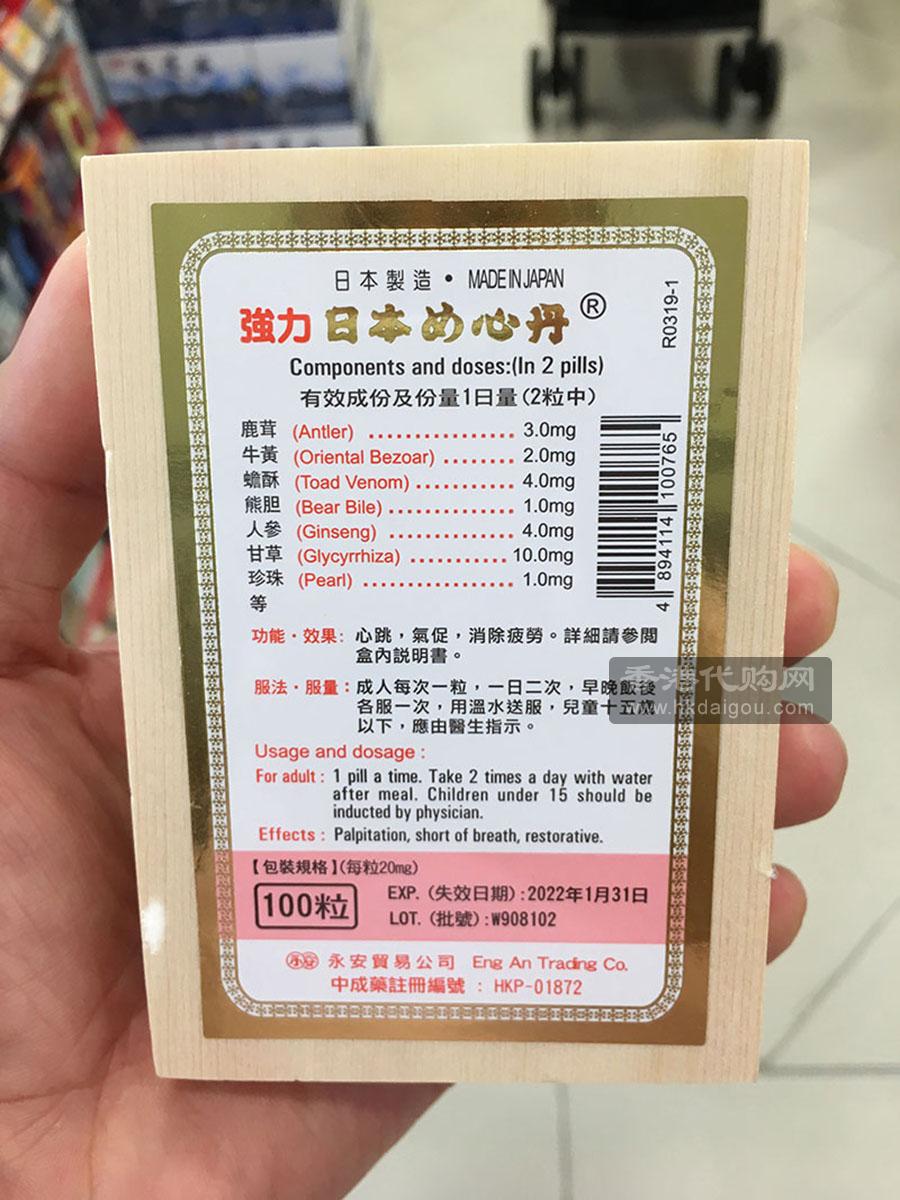 日本製造 • MADE IN JAPAN
強力日本め心丹®
R0319-1
Components and doses:(In 2 pills)
有效成份及份量1日量(2粒中)
鹿茸 (Antler) ................ 3.0mg
牛黃 (Oriental Bezoar) ........ 2.0mg
蟾酥 (Toad Venom) ........... 4.0mg
熊胆 (Bear Bile) .............. 1.0mg
人參 (Ginseng) .............. 4.0mg
甘草 (Glycyrrhiza) ........... 10.0mg
珍珠 (Pearl) ................. 1.0mg
等
4 894114 100765
功能・效果: 心跳，氣促，消除疲勞。詳細請參閱
盒內説明書。
服法・服量: 成人每次一粒，一日二次，早晚飯後
各服一次，用溫水送服，兒童十五歲
以下，應由醫生指示。
香港代购网
www.hkdaigou.com
Usage and dosage :
For adult : 1 pill a time. Take 2 times a day with water
after meal. Children under 15 should be
inducted by physician.
Effects : Palpitation, short of breath, restorative.
【包裝規格】(每粒20mg)
100粒
EXP. (失效日期) :2022年1月31日
LOT. (批號) :W908102
永安 永安貿易公司 Eng An Trading Co.
中成藥註冊編號 : HKP-01872